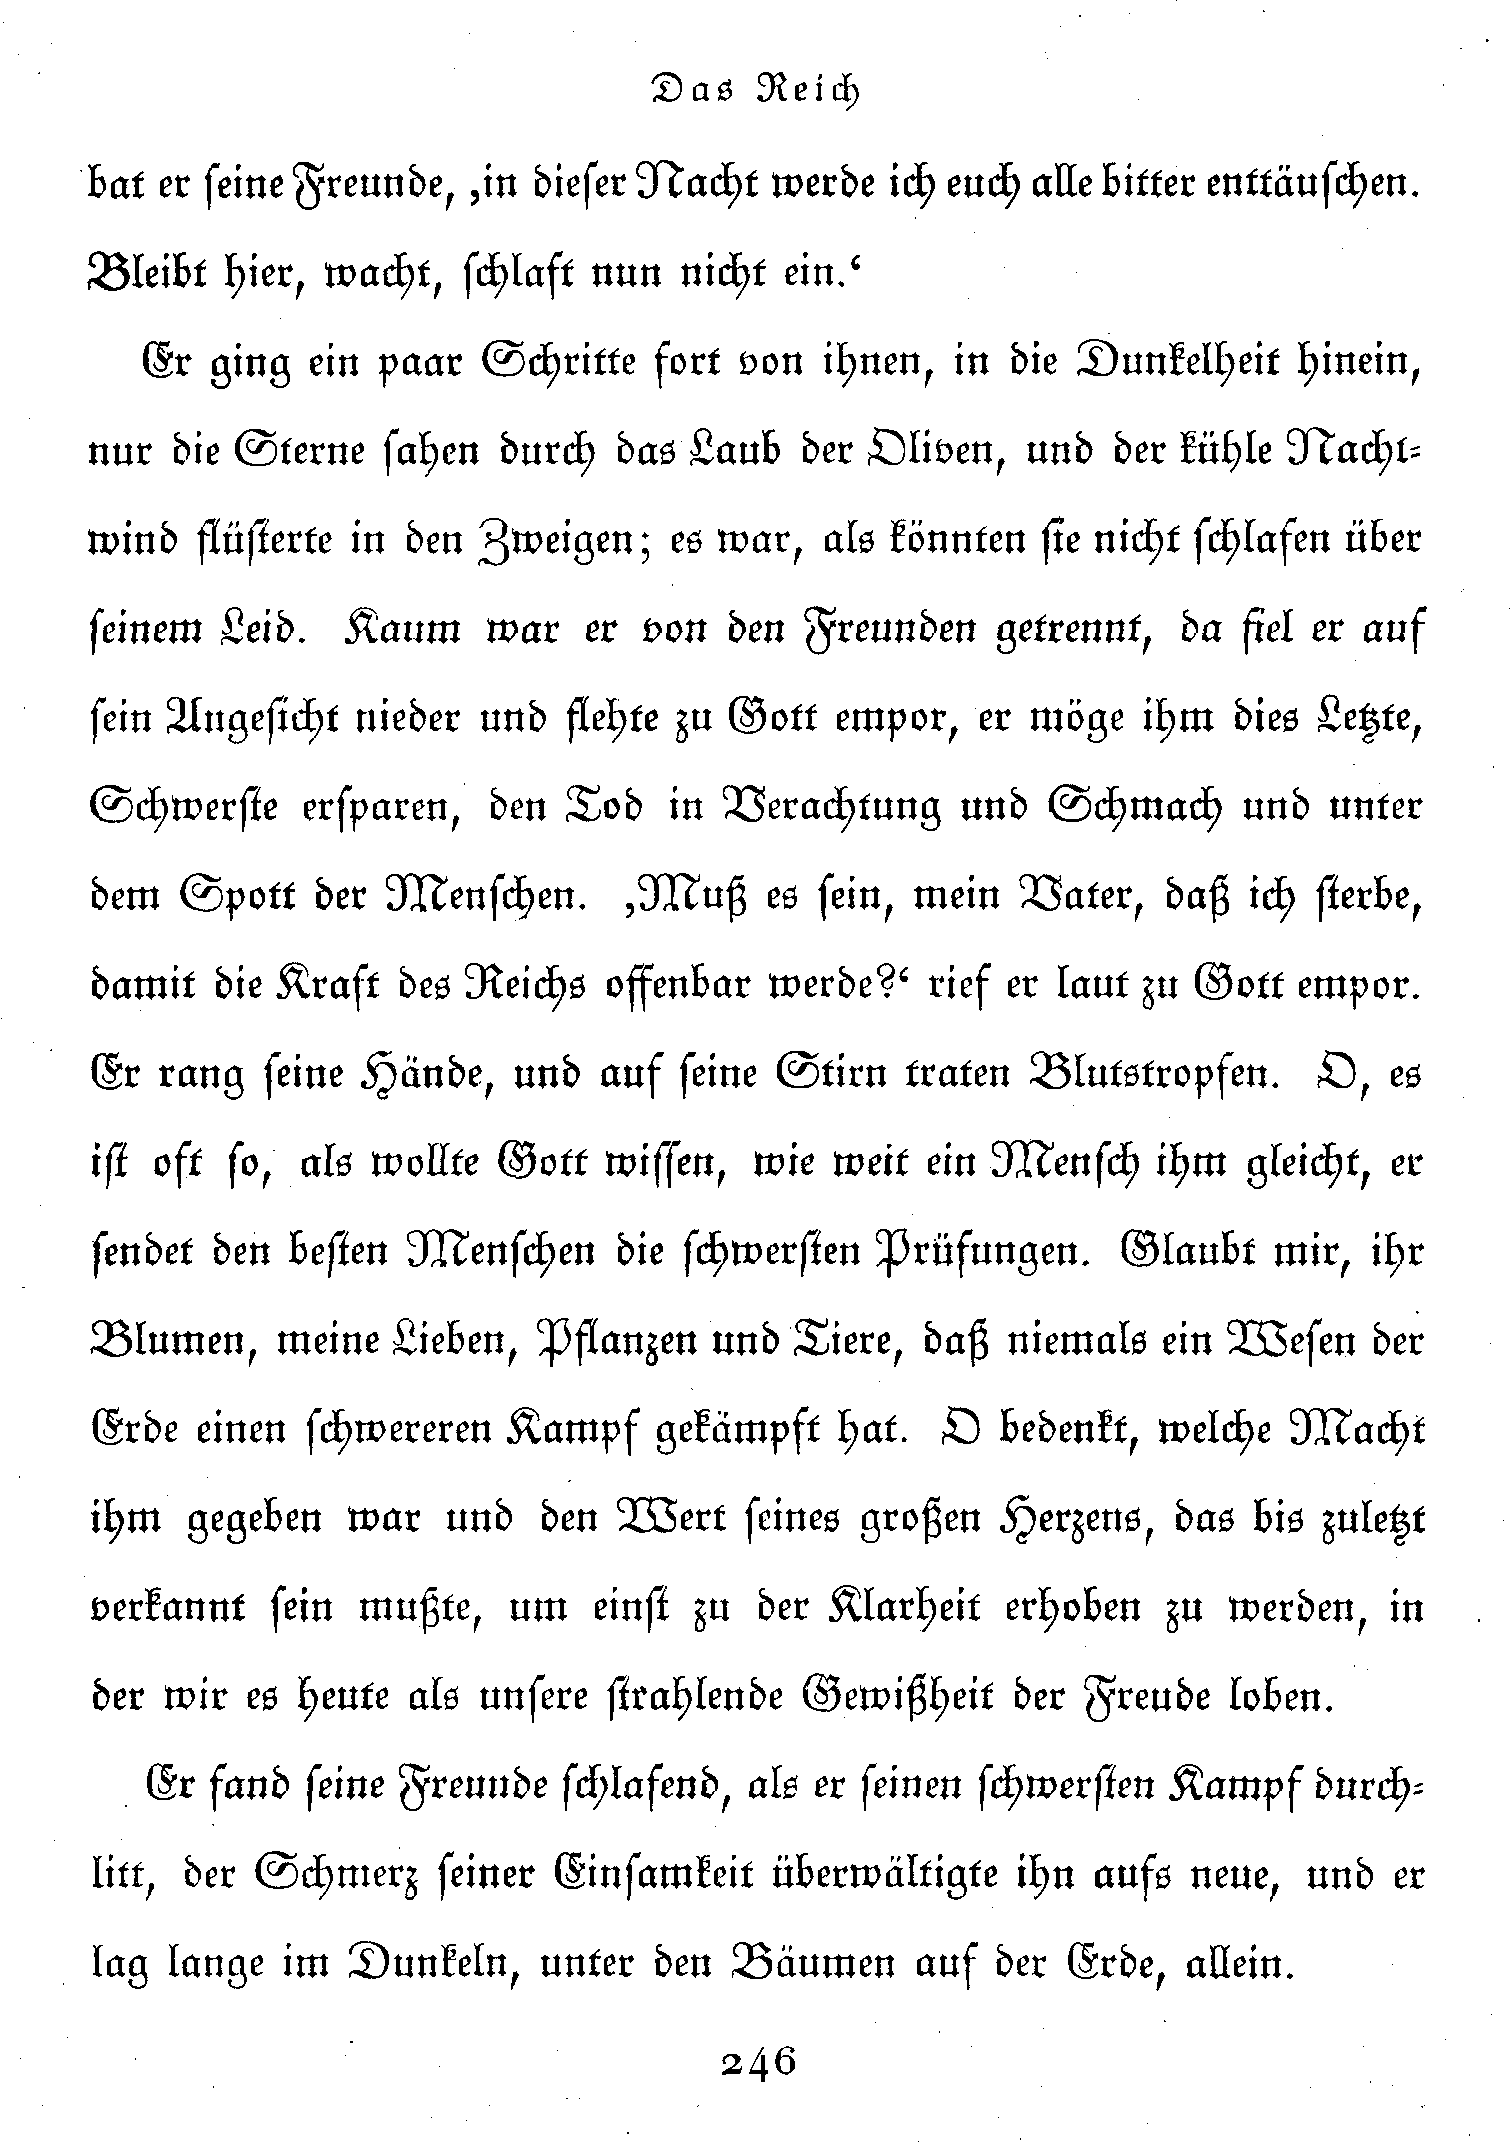 Das Reich
bat er seine Freunde, ‚in dieser Nacht werde ich euch alle bitter enttäuschen.
Bleibt hier, wacht, schlaft nun nicht ein.‘
Er ging ein paar Schritte fort von ihnen, in die Dunkelheit hinein,
nur die Sterne sahen durch das Laub der Oliven, und der kühle Nacht-
wind flüsterte in den Zweigen; es war, als könnten sie nicht schlafen über
seinem Leid. Kaum war er von den Freunden getrennt, da fiel er auf
sein Angesicht nieder und flehte zu Gott empor, er möge ihm dies Letzte,
Schwerste ersparen, den Tod in Verachtung und Schmach und unter
dem Spott der Menschen. ‚Muß es sein, mein Vater, daß ich sterbe,
damit die Kraft des Reichs offenbar werde?‘ rief er laut zu Gott empor.
Er rang seine Hände, und auf seine Stirn traten Blutstropfen. O, es
ist oft so, als wollte Gott wissen, wie weit ein Mensch ihm gleicht, er
sendet den besten Menschen die schwersten Prüfungen. Glaubt mir, ihr
Blumen, meine Lieben, Pflanzen und Tiere, daß niemals ein Wesen der
Erde einen schwereren Kampf gekämpft hat. O bedenkt, welche Macht
ihm gegeben war und den Wert seines großen Herzens, das bis zuletzt
verkannt sein mußte, um einst zu der Klarheit erhoben zu werden, in
der wir es heute als unsere strahlende Gewißheit der Freude loben.
Er fand seine Freunde schlafend, als er seinen schwersten Kampf durch-
litt, der Schmerz seiner Einsamkeit überwältigte ihn aufs neue, und er
lag lange im Dunkeln, unter den Bäumen auf der Erde, allein.
246